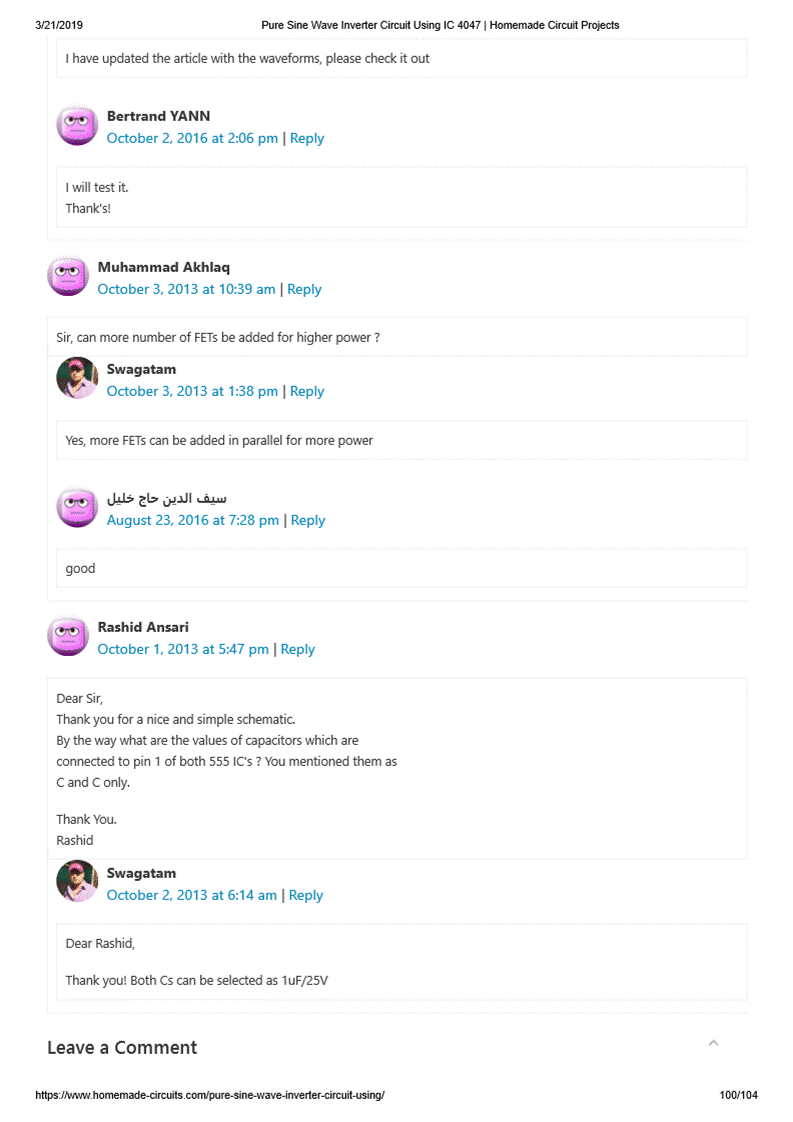 3/21/2019
Pure Sine Wave Inverter Circuit Using IC 4047 | Homemade Circuit Projects
I have updated the article with the waveforms, please check it out
Bertrand YANN
October 2, 2016 at 2:06 pm | Reply
I will test it.
Thank's!
Muhammad Akhlaq
October 3, 2013 at 10:39 am | Reply
Sir, can more number of FETs be added for higher power ?
Swagatam
October 3, 2013 at 1:38 pm | Reply
Yes, more FETs can be added in parallel for more power
سيف الدين حاج خليل
August 23, 2016 at 7:28 pm | Reply
good
Rashid Ansari
October 1, 2013 at 5:47 pm | Reply
Dear Sir,
Thank you for a nice and simple schematic.
By the way what are the values of capacitors which are
connected to pin 1 of both 555 IC's ? You mentioned them as
C and C only.
Thank You.
Rashid
Swagatam
October 2, 2013 at 6:14 am | Reply
Dear Rashid,
Thank you! Both Cs can be selected as 1uF/25V
Leave a Comment
https://www.homemade-circuits.com/pure-sine-wave-inverter-circuit-using/
100/104